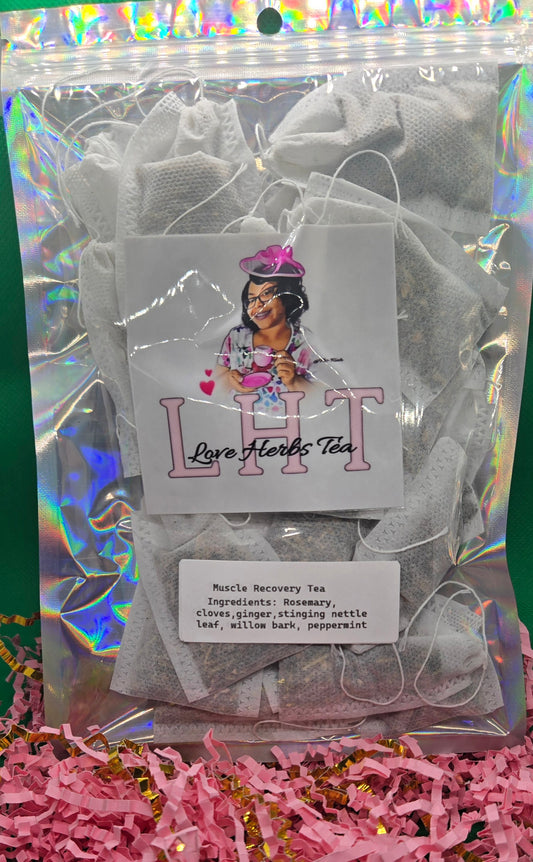 LHT
Love Herbs Tea
Muscle Recovery Tea
Ingredients: Rosemary,
cloves,ginger,stinging nettle
leaf, willow bark, peppermint